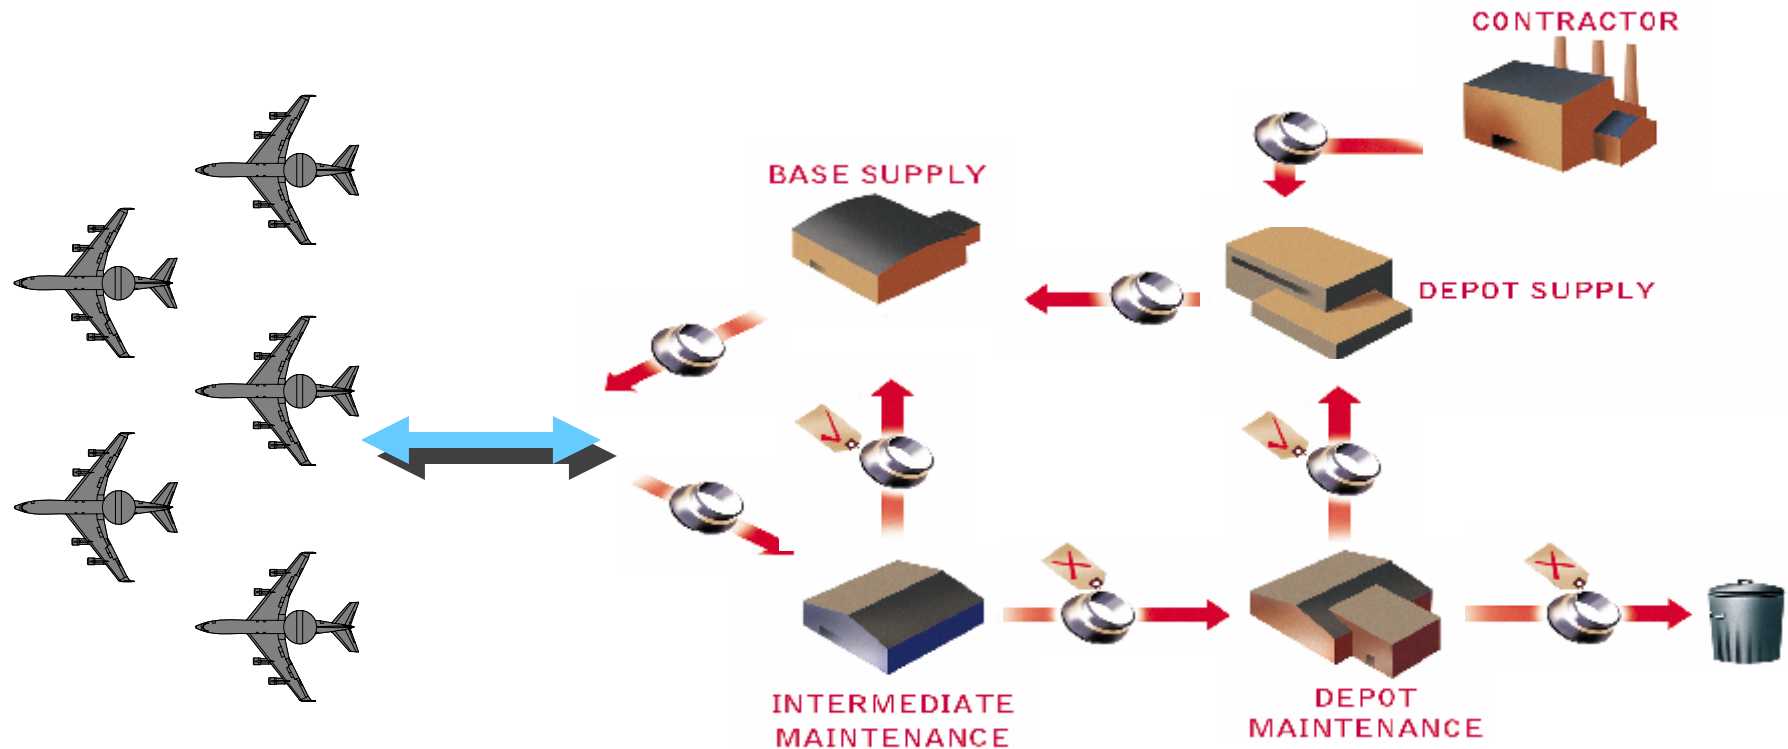 CONTRACTOR
BASE SUPPLY
DEPOT SUPPLY
INTERMEDIATE
MAINTENANCE
DEPOT
MAINTENANCE